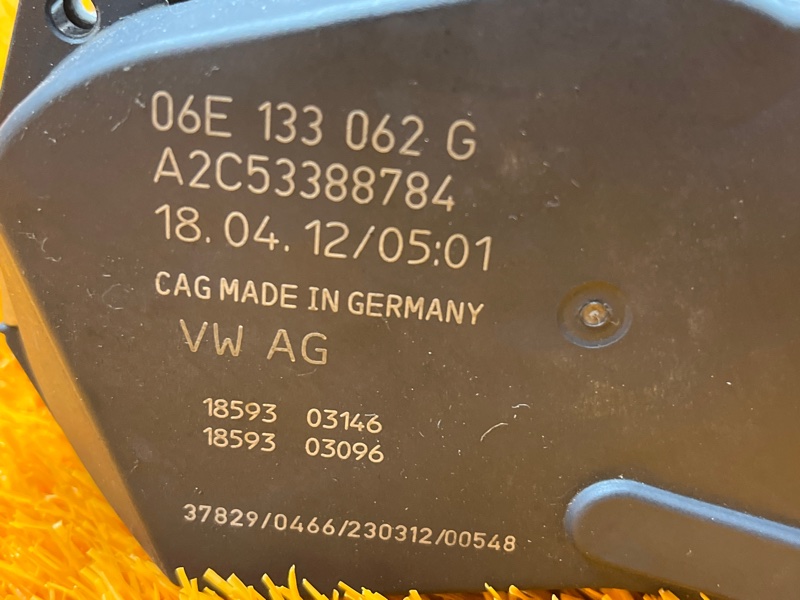 06E 133 062 G
A2C53388784
18.04.12/05:01
CAG MADE IN GERMANY
VW AG
18593 03146
18593 03096
37829/0466/230312/00548